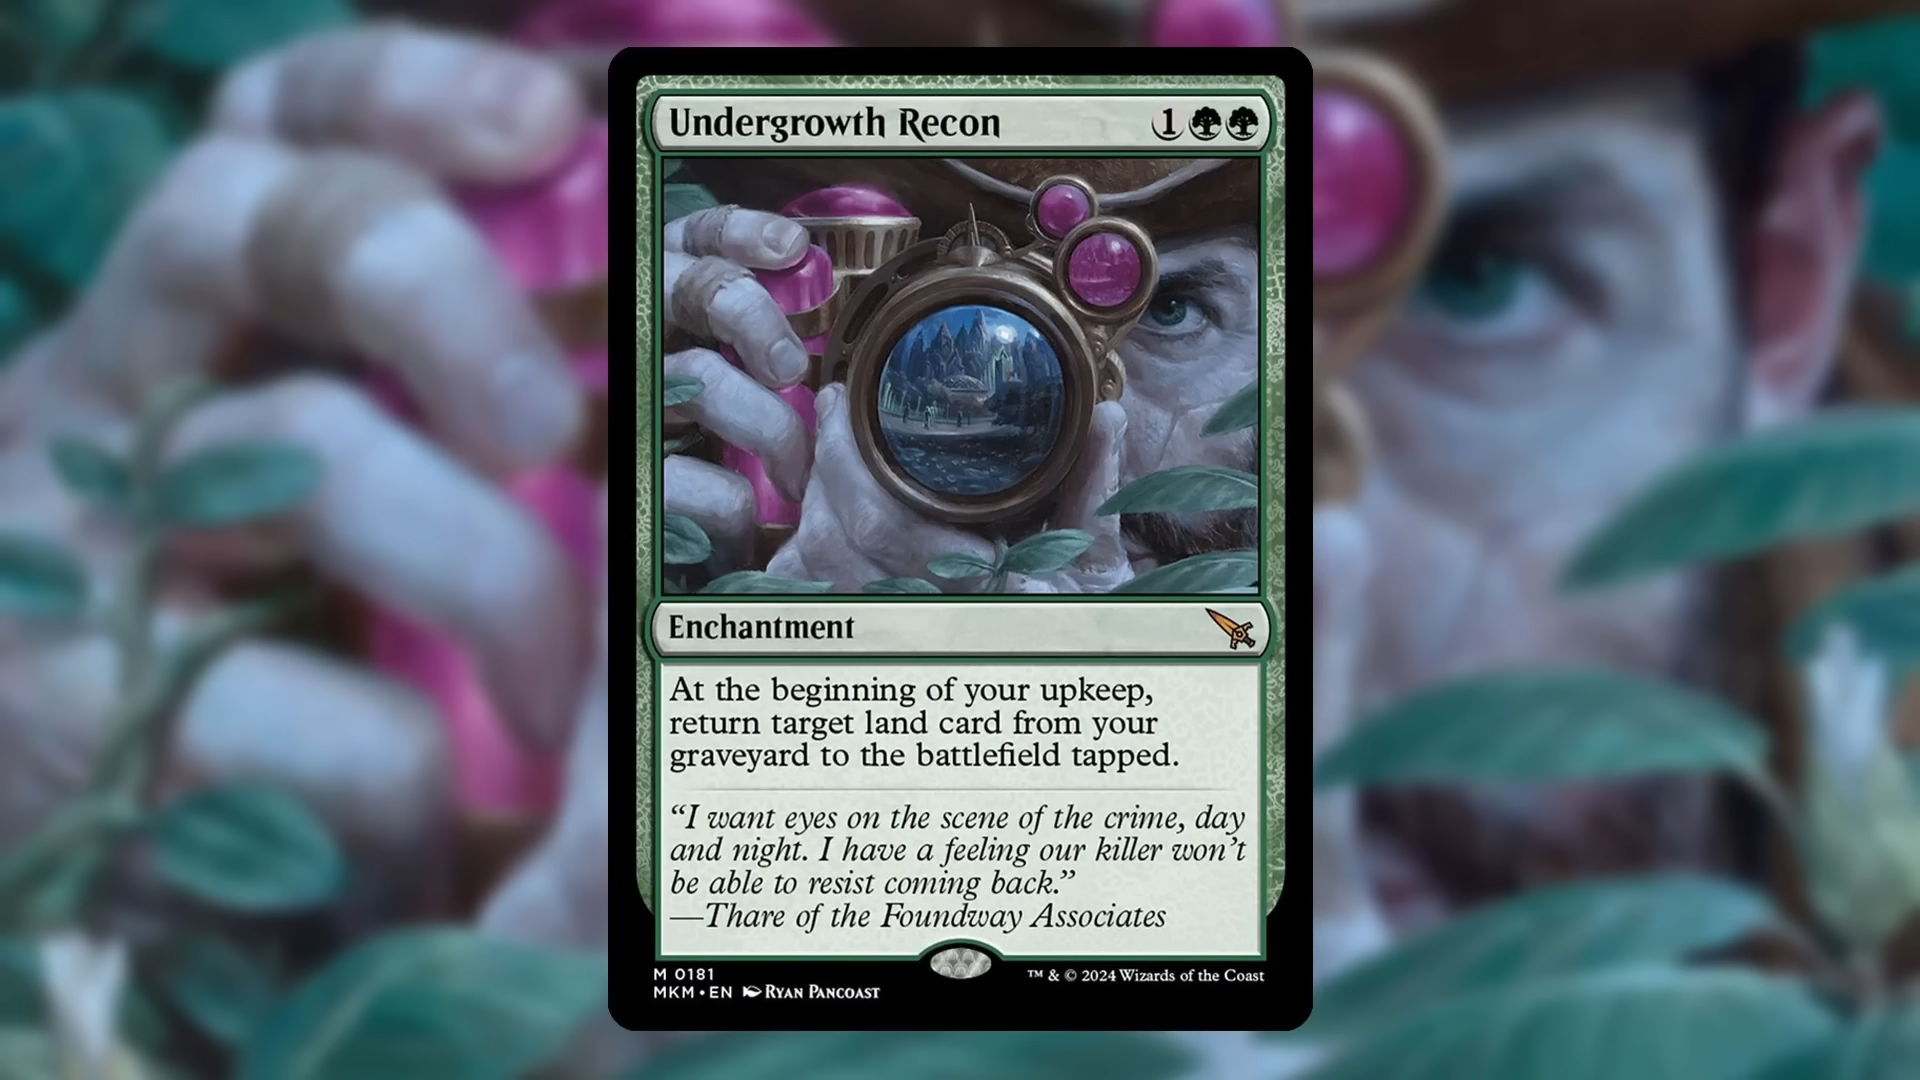 Undergrowth Recon 1
Enchantment
At the beginning of your upkeep,
return target land card from your
graveyard to the battlefield tapped.
“I want eyes on the scene of the crime, day
and night. I have a feeling our killer won’t
be able to resist coming back.”
—Thare of the Foundway Associates
M 0181
MKM • EN Ryan Pancoast
™ & © 2024 Wizards of the Coast